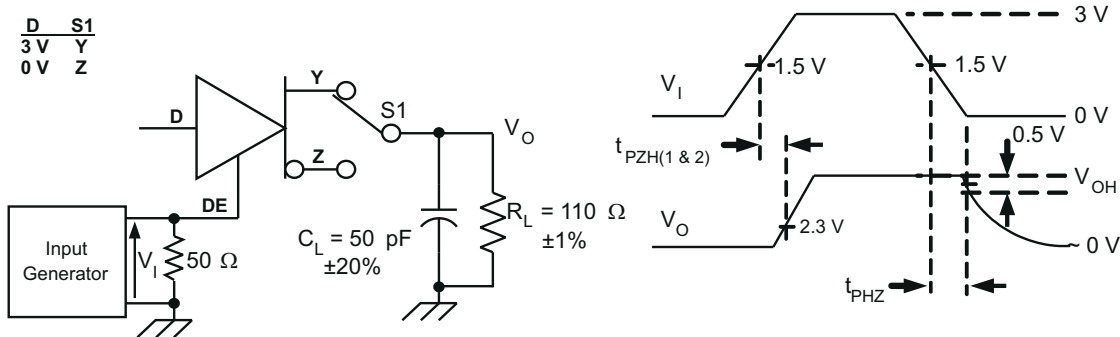 D S1
3 V Y
0 V Z
D
Y
S1
Z
DE
V_O
Input
Generator
V_I
50 Ω
C_L = 50 pF
±20%
R_L = 110 Ω
±1%
3 V
1.5 V
1.5 V
V_I
0 V
0.5 V
t_PZH(1 & 2)
V_OH
2.3 V
V_O
~ 0 V
t_PHZ